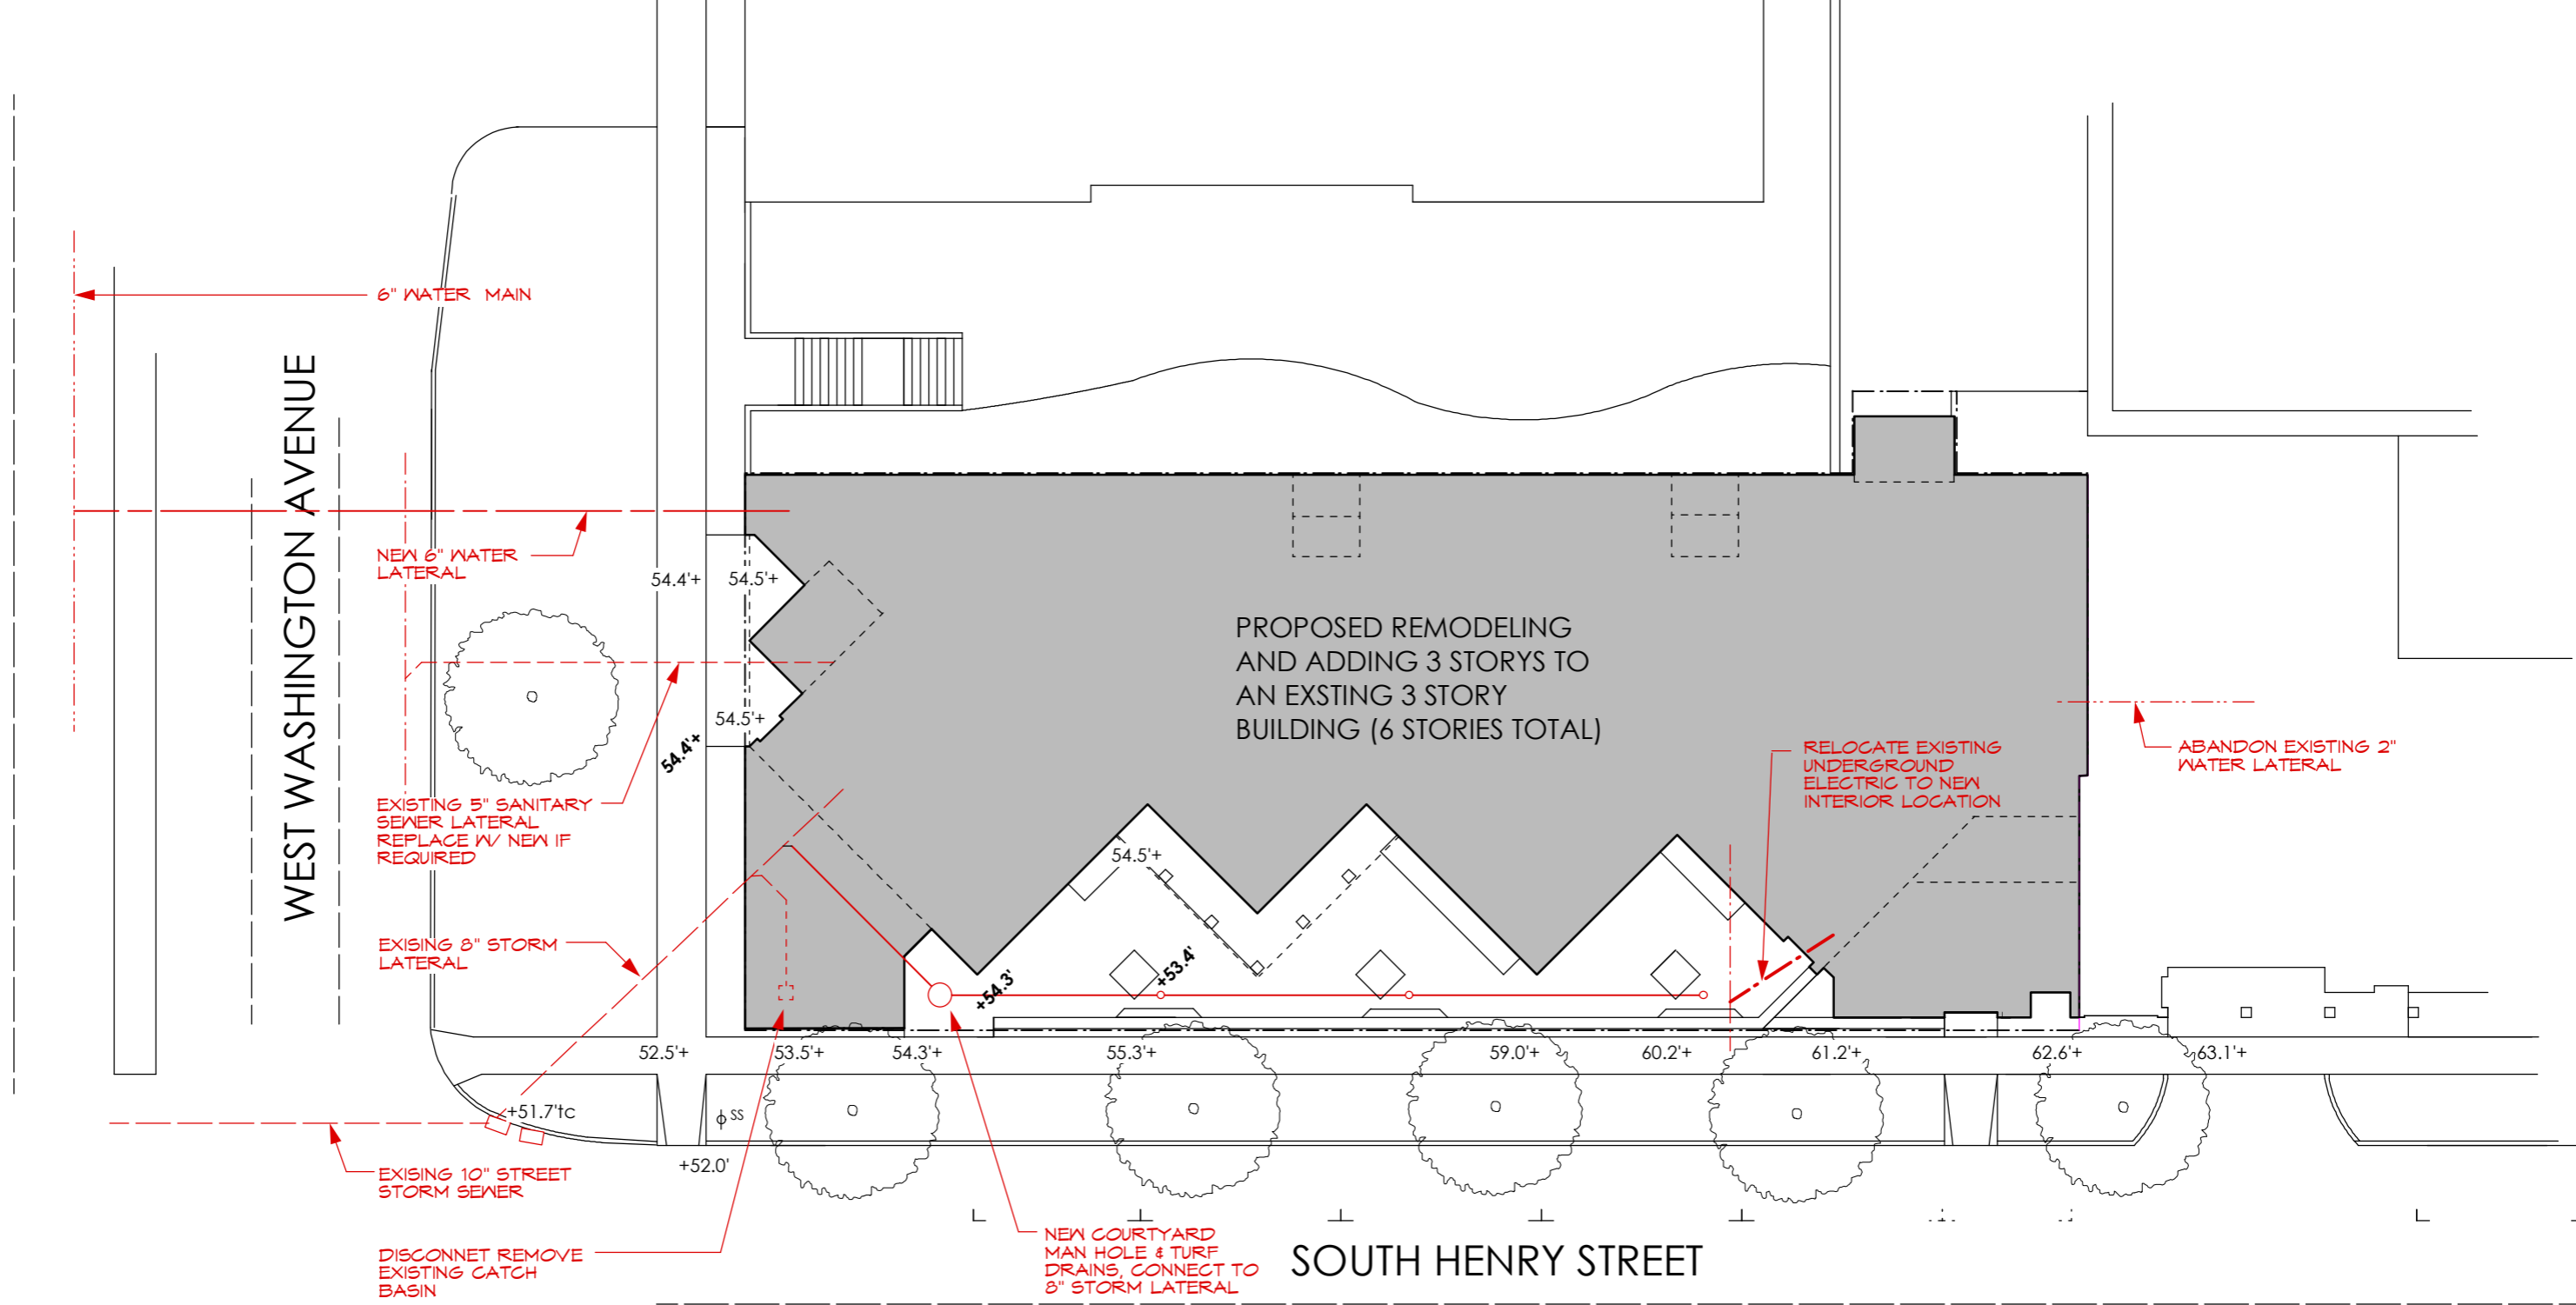 6" WATER MAIN
WEST WASHINGTON AVENUE
NEW 6" WATER
LATERAL
54.4'+
54.5'+
PROPOSED REMODELING
AND ADDING 3 STORYS TO
AN EXSTING 3 STORY
BUILDING (6 STORIES TOTAL)
54.5'+
54.4'+
RELOCATE EXISTING
UNDERGROUND
ELECTRIC TO NEW
INTERIOR LOCATION
ABANDON EXISTING 2"
WATER LATERAL
EXISTING 5" SANITARY
SEWER LATERAL
REPLACE W/ NEW IF
REQUIRED
54.5'+
EXISING 8" STORM
LATERAL
+54.3'
+53.4'
52.5'+
53.5'+
54.3'+
55.3'+
59.0'+
60.2'+
61.2'+
62.6'+
63.1'+
+51.7'tc
SS
+52.0'
EXISING 10" STREET
STORM SEWER
DISCONNET REMOVE
EXISTING CATCH
BASIN
NEW COURTYARD
MAN HOLE & TURF
DRAINS, CONNECT TO
8" STORM LATERAL
SOUTH HENRY STREET